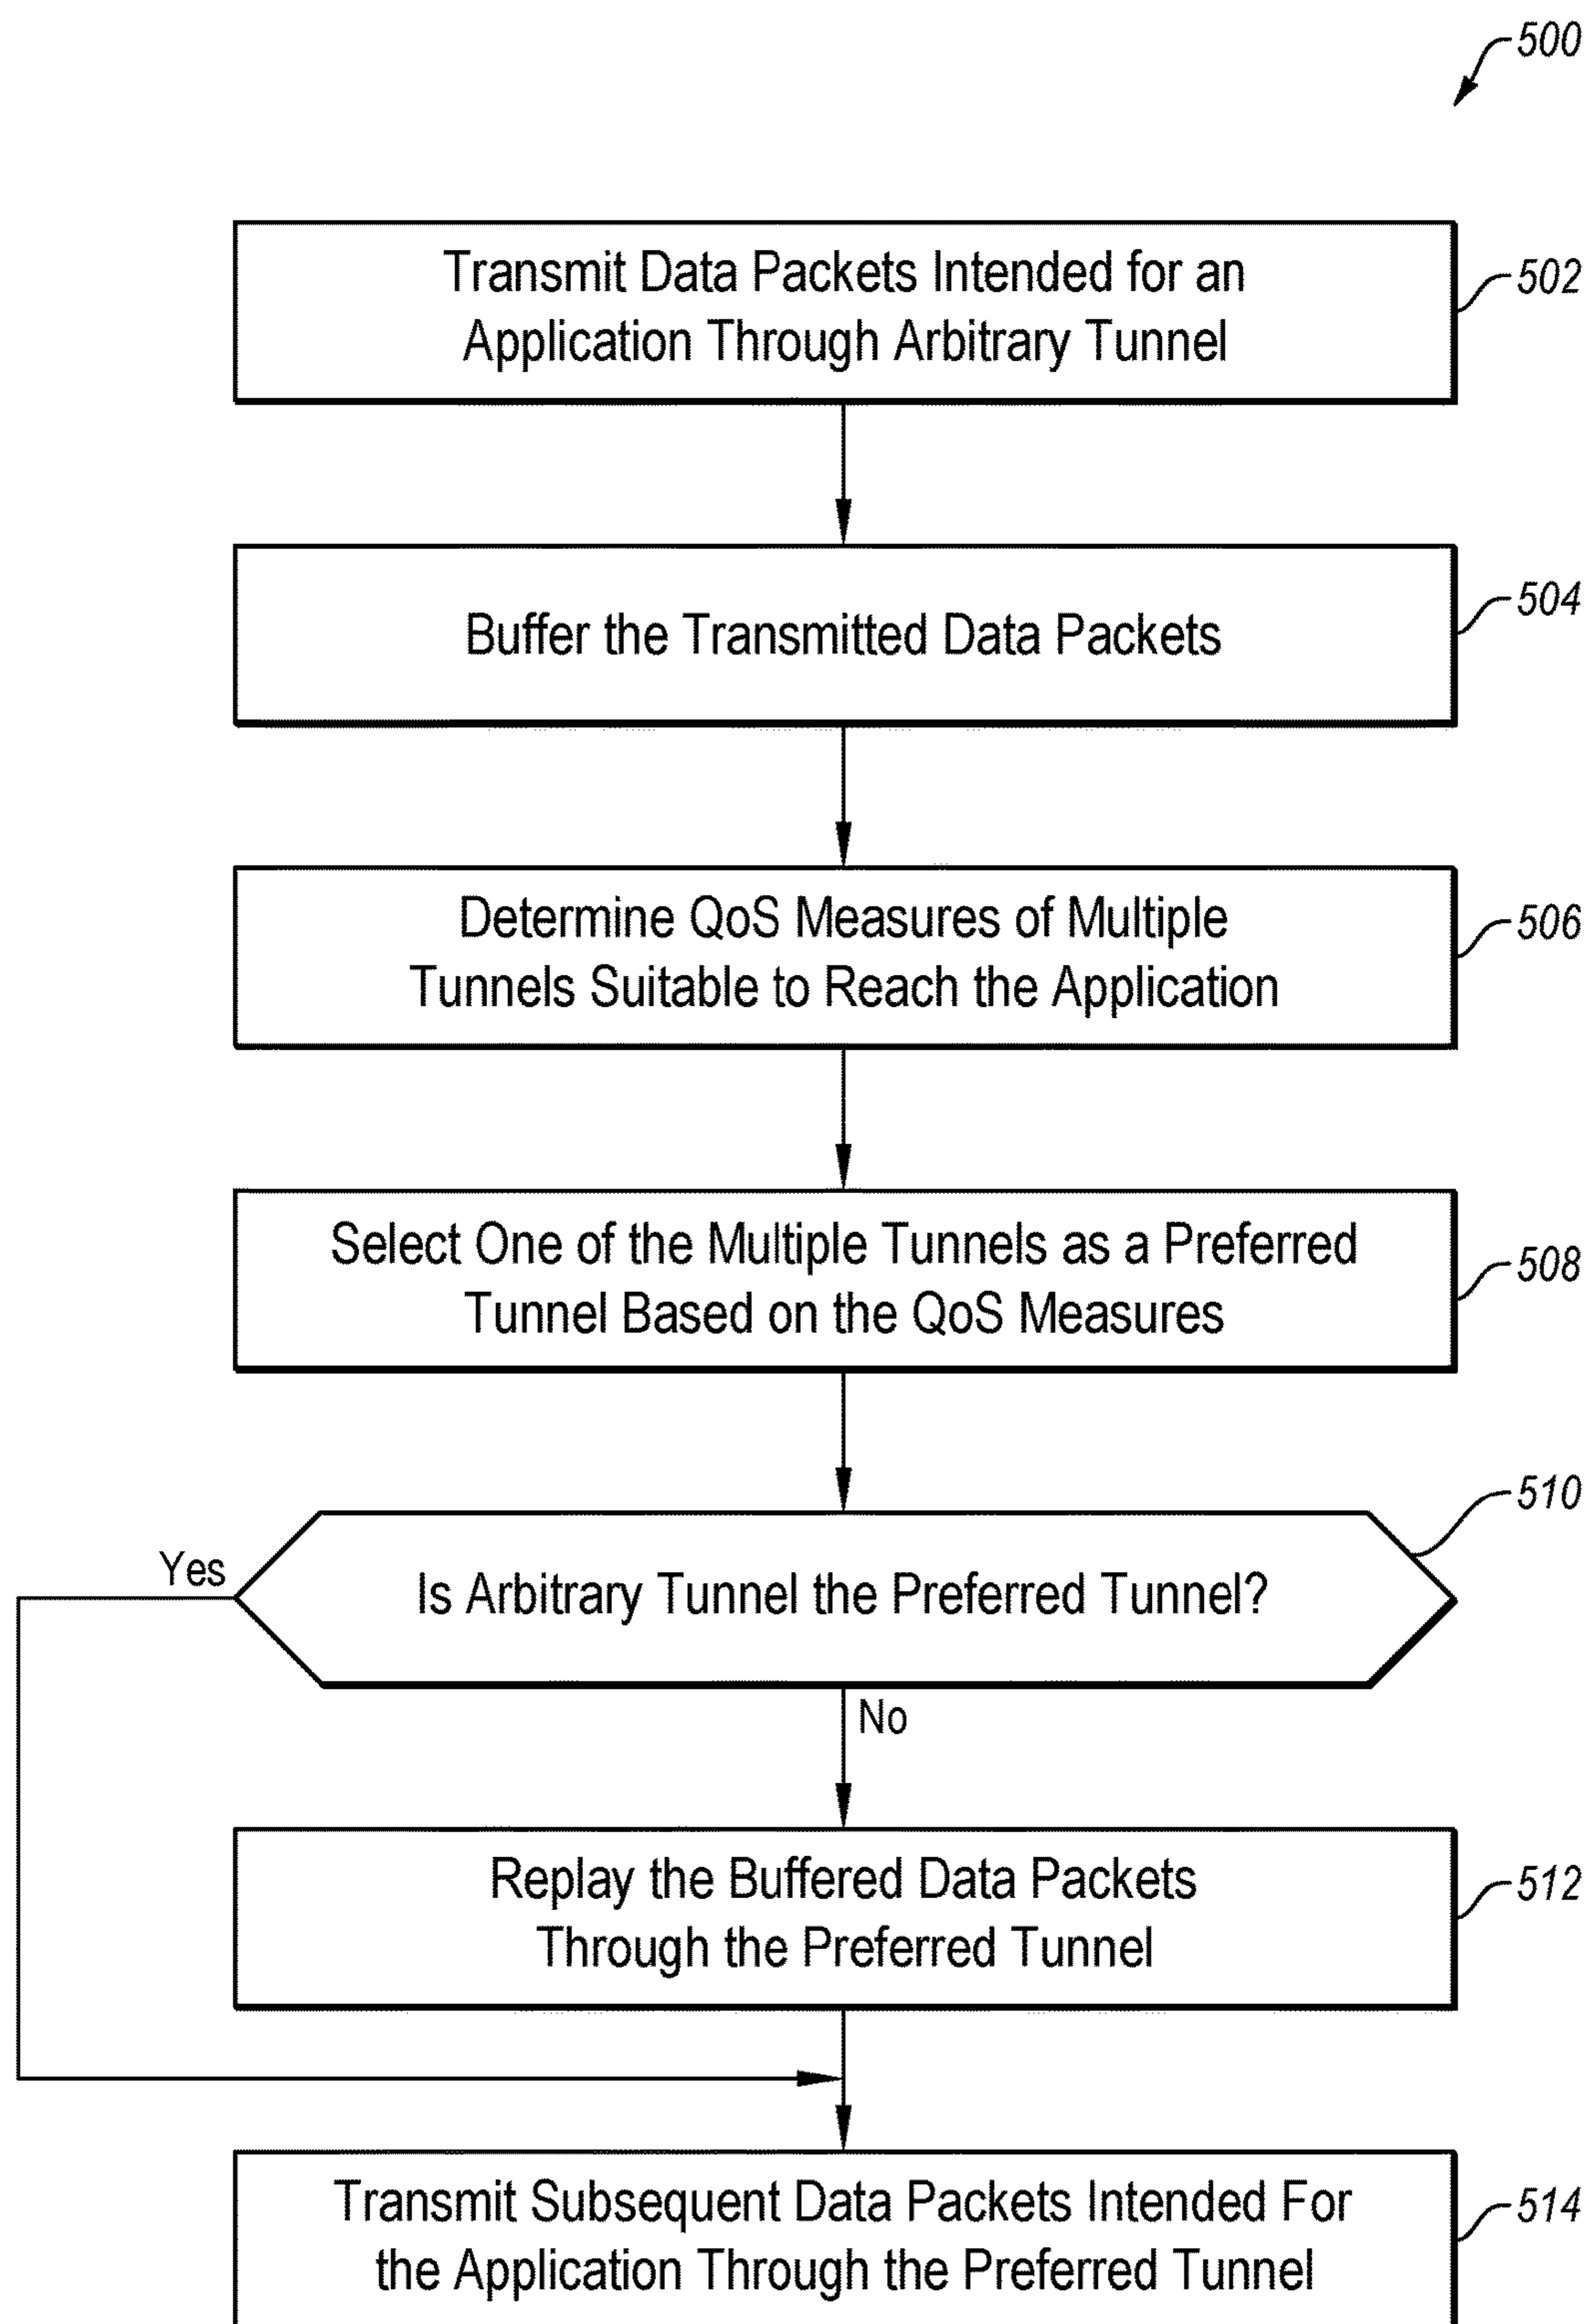 500
Transmit Data Packets Intended for an
Application Through Arbitrary Tunnel
502
Buffer the Transmitted Data Packets
504
Determine QoS Measures of Multiple
Tunnels Suitable to Reach the Application
506
Select One of the Multiple Tunnels as a Preferred
Tunnel Based on the QoS Measures
508
510
Yes
Is Arbitrary Tunnel the Preferred Tunnel?
No
Replay the Buffered Data Packets
Through the Preferred Tunnel
512
Transmit Subsequent Data Packets Intended For
the Application Through the Preferred Tunnel
514